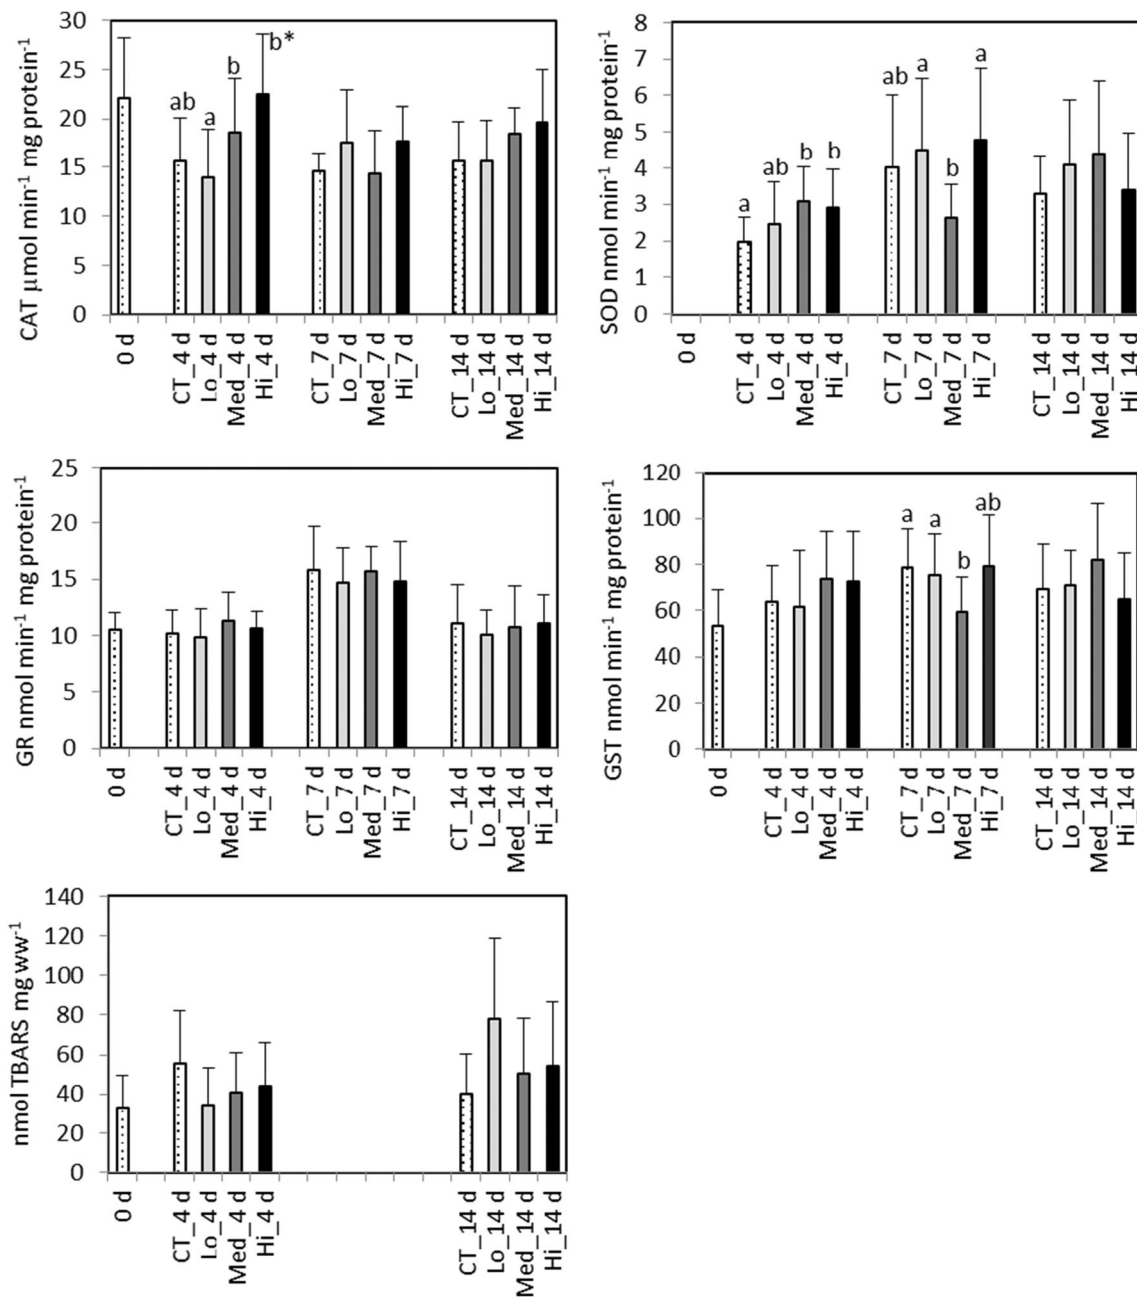 CAT μmol min⁻¹ mg protein⁻¹
30
25
20
15
10
5
0
ab
a
b
b*
0 d
CT_4 d
Lo_4 d
Med_4 d
Hi_4 d
CT_7 d
Lo_7 d
Med_7 d
Hi_7 d
CT_14 d
Lo_14 d
Med_14 d
Hi_14 d
SOD nmol min⁻¹ mg protein⁻¹
8
7
6
5
4
3
2
1
0
a
ab
b
b
ab
a
b
a
0 d
CT_4 d
Lo_4 d
Med_4 d
Hi_4 d
CT_7 d
Lo_7 d
Med_7 d
Hi_7 d
CT_14 d
Lo_14 d
Med_14 d
Hi_14 d
GR nmol min⁻¹ mg protein⁻¹
25
20
15
10
5
0
0 d
CT_4 d
Lo_4 d
Med_4 d
Hi_4 d
CT_7 d
Lo_7 d
Med_7 d
Hi_7 d
CT_14 d
Lo_14 d
Med_14 d
Hi_14 d
GST nmol min⁻¹ mg protein⁻¹
120
100
80
60
40
20
0
a
a
b
ab
0 d
CT_4 d
Lo_4 d
Med_4 d
Hi_4 d
CT_7 d
Lo_7 d
Med_7 d
Hi_7 d
CT_14 d
Lo_14 d
Med_14 d
Hi_14 d
nmol TBARS mg ww⁻¹
140
120
100
80
60
40
20
0
0 d
CT_4 d
Lo_4 d
Med_4 d
Hi_4 d
CT_14 d
Lo_14 d
Med_14 d
Hi_14 d